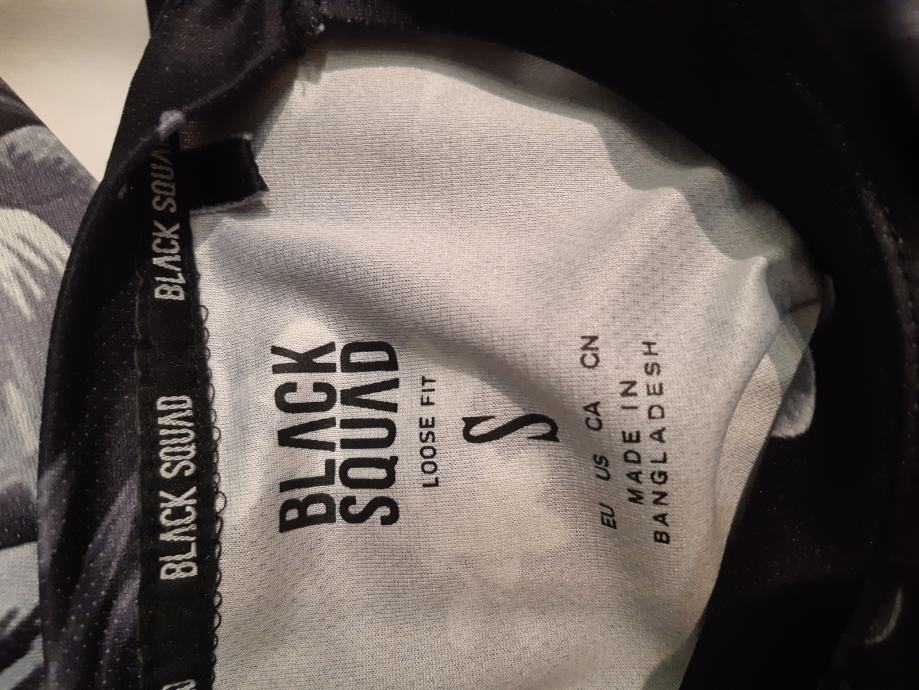 BLACK SQUAD
BLACK SQUAD
BLACK
SQUAD
LOOSE FIT
S
EU US CA CN
MADE IN
BANGLADESH